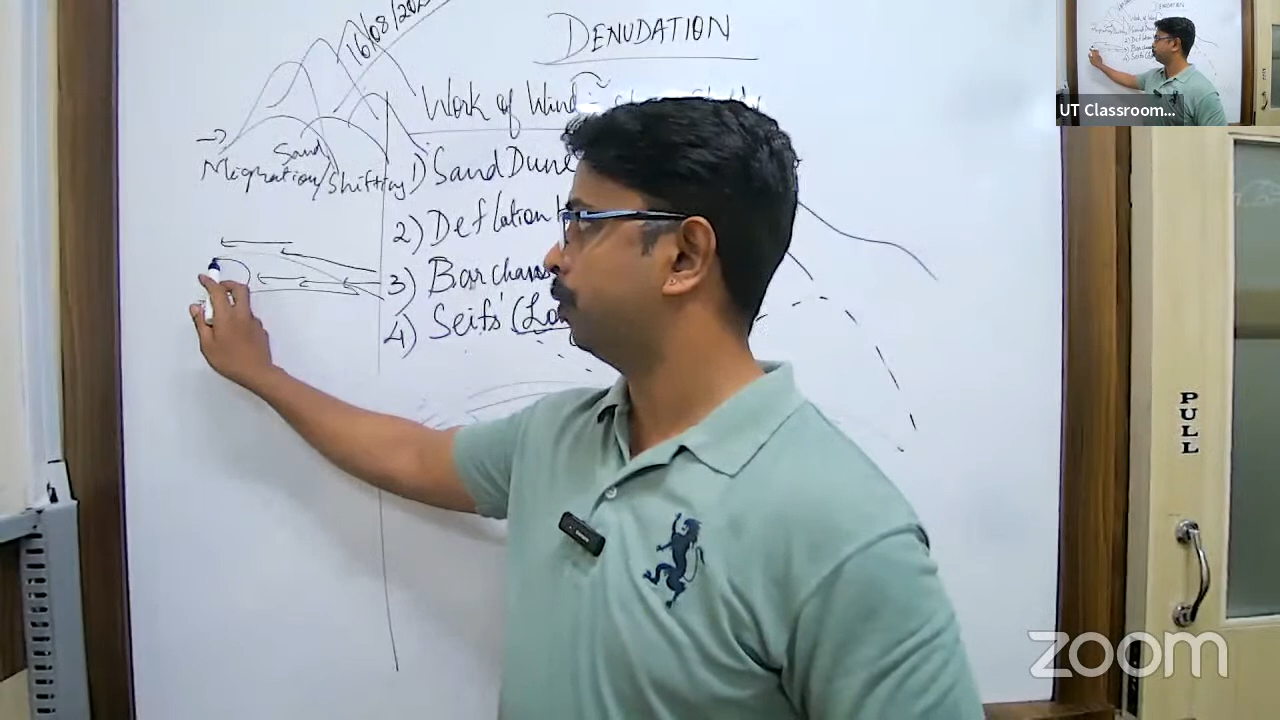 16/08/202
DENUDATION
Work of Wind :-
Sand
Migration/Shifting
1) Sand Dune
2) Deflation
3) Barchans
4) Seifs (Lo
UT Classroom...
PULL
zoom